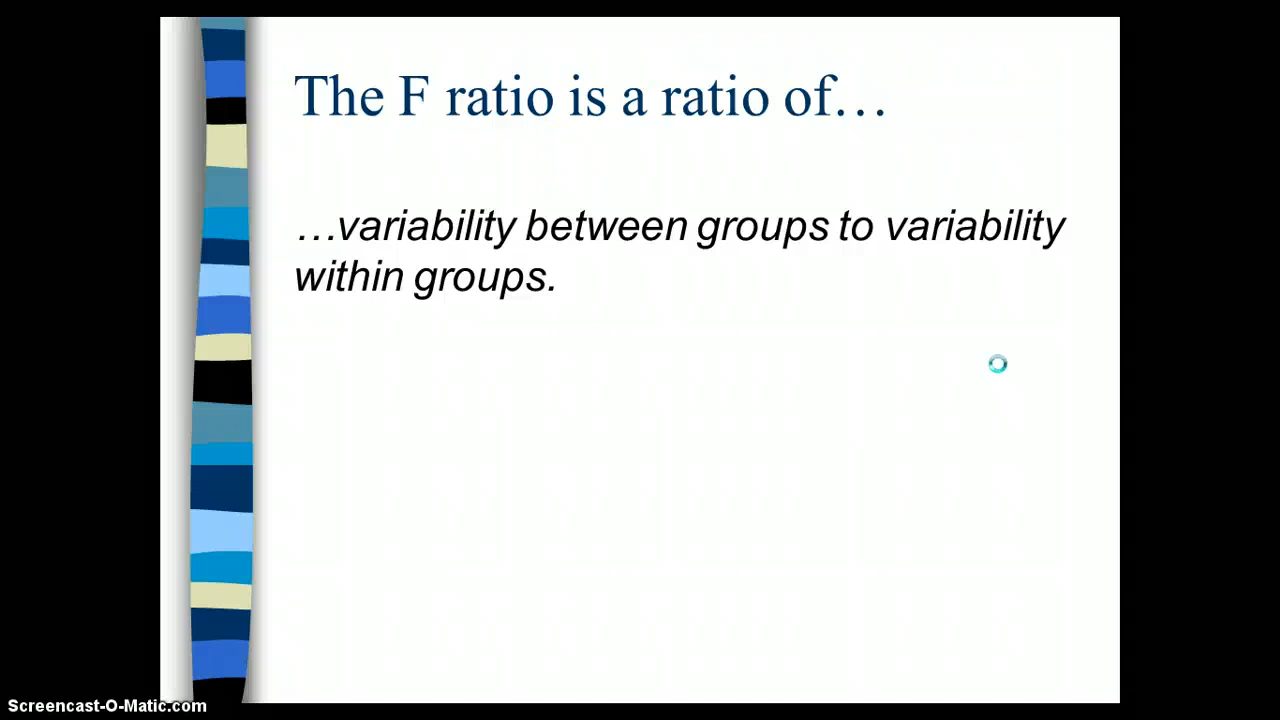 The F ratio is a ratio of…
…variability between groups to variability
within groups.
Screencast-O-Matic.com